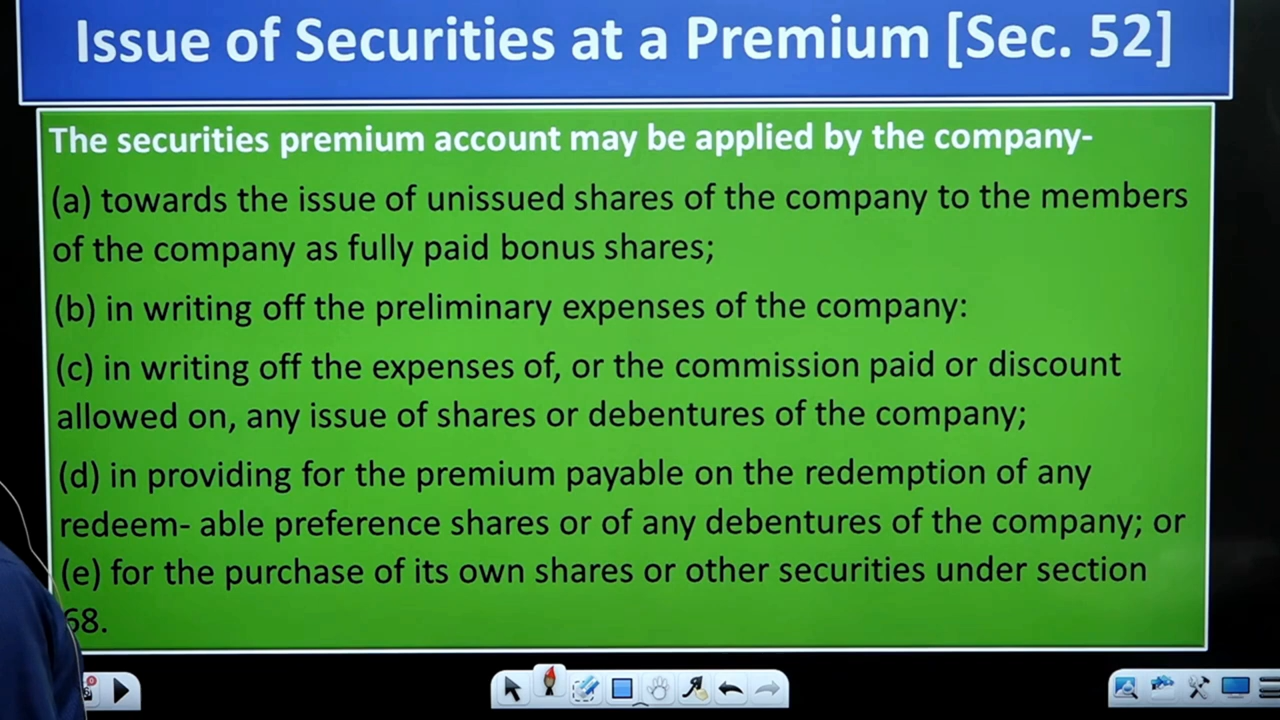 Issue of Securities at a Premium [Sec. 52]
The securities premium account may be applied by the company-
(a) towards the issue of unissued shares of the company to the members
of the company as fully paid bonus shares;
(b) in writing off the preliminary expenses of the company:
(c) in writing off the expenses of, or the commission paid or discount
allowed on, any issue of shares or debentures of the company;
(d) in providing for the premium payable on the redemption of any
redeem- able preference shares or of any debentures of the company; or
(e) for the purchase of its own shares or other securities under section
68.